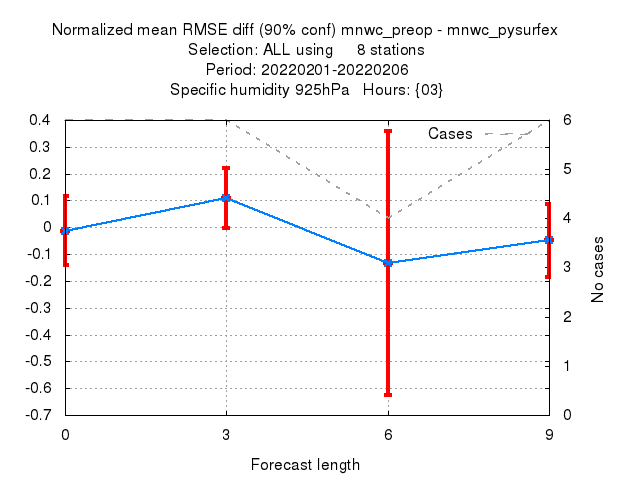 Normalized mean RMSE diff (90% conf) mnwc_preop - mnwc_pysurfex
Selection: ALL using     8 stations
Period: 20220201-20220206
Specific humidity 925hPa   Hours: {03}
Cases
0.4
0.3
0.2
0.1
0
-0.1
-0.2
-0.3
-0.4
-0.5
-0.6
-0.7
6
5
4
3
2
1
0
No cases
0 3 6 9
Forecast length